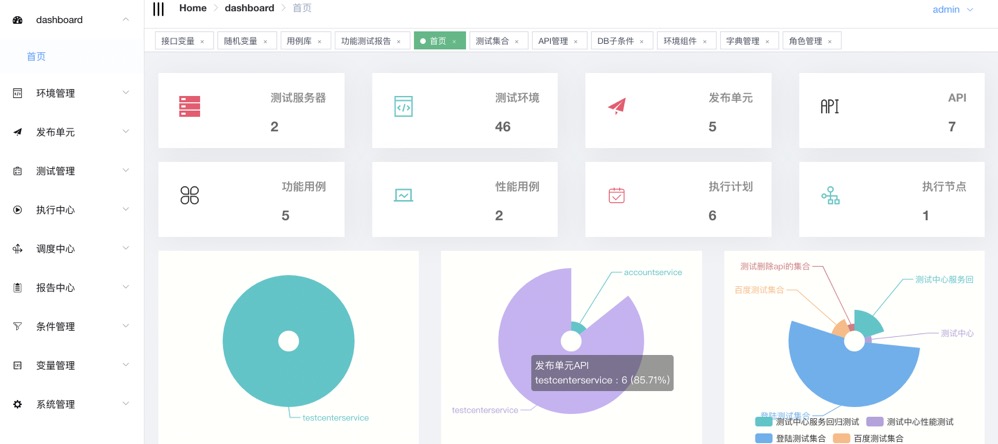 dashboard
首页
环境管理
发布单元
测试管理
执行中心
调度中心
报告中心
条件管理
变量管理
系统管理
Home > dashboard > 首页
admin
接口变量 × 随机变量 × 用例库 × 功能测试报告 × 首页 × 测试集合 × API管理 × DB子条件 × 环境组件 × 字典管理 × 角色管理 ×
测试服务器
2
测试环境
46
发布单元
5
API
API
7
功能用例
5
性能用例
2
执行计划
6
执行节点
1
testcenterservice
accountservice
发布单元API
testcenterservice : 6 (85.71%)
testcenterservice
测试删除api的集合
测试中心服务回
百度测试集合
测试中心
登陆测试集合
测试中心服务回归测试 测试中心性能测试
登陆测试集合 百度测试集合